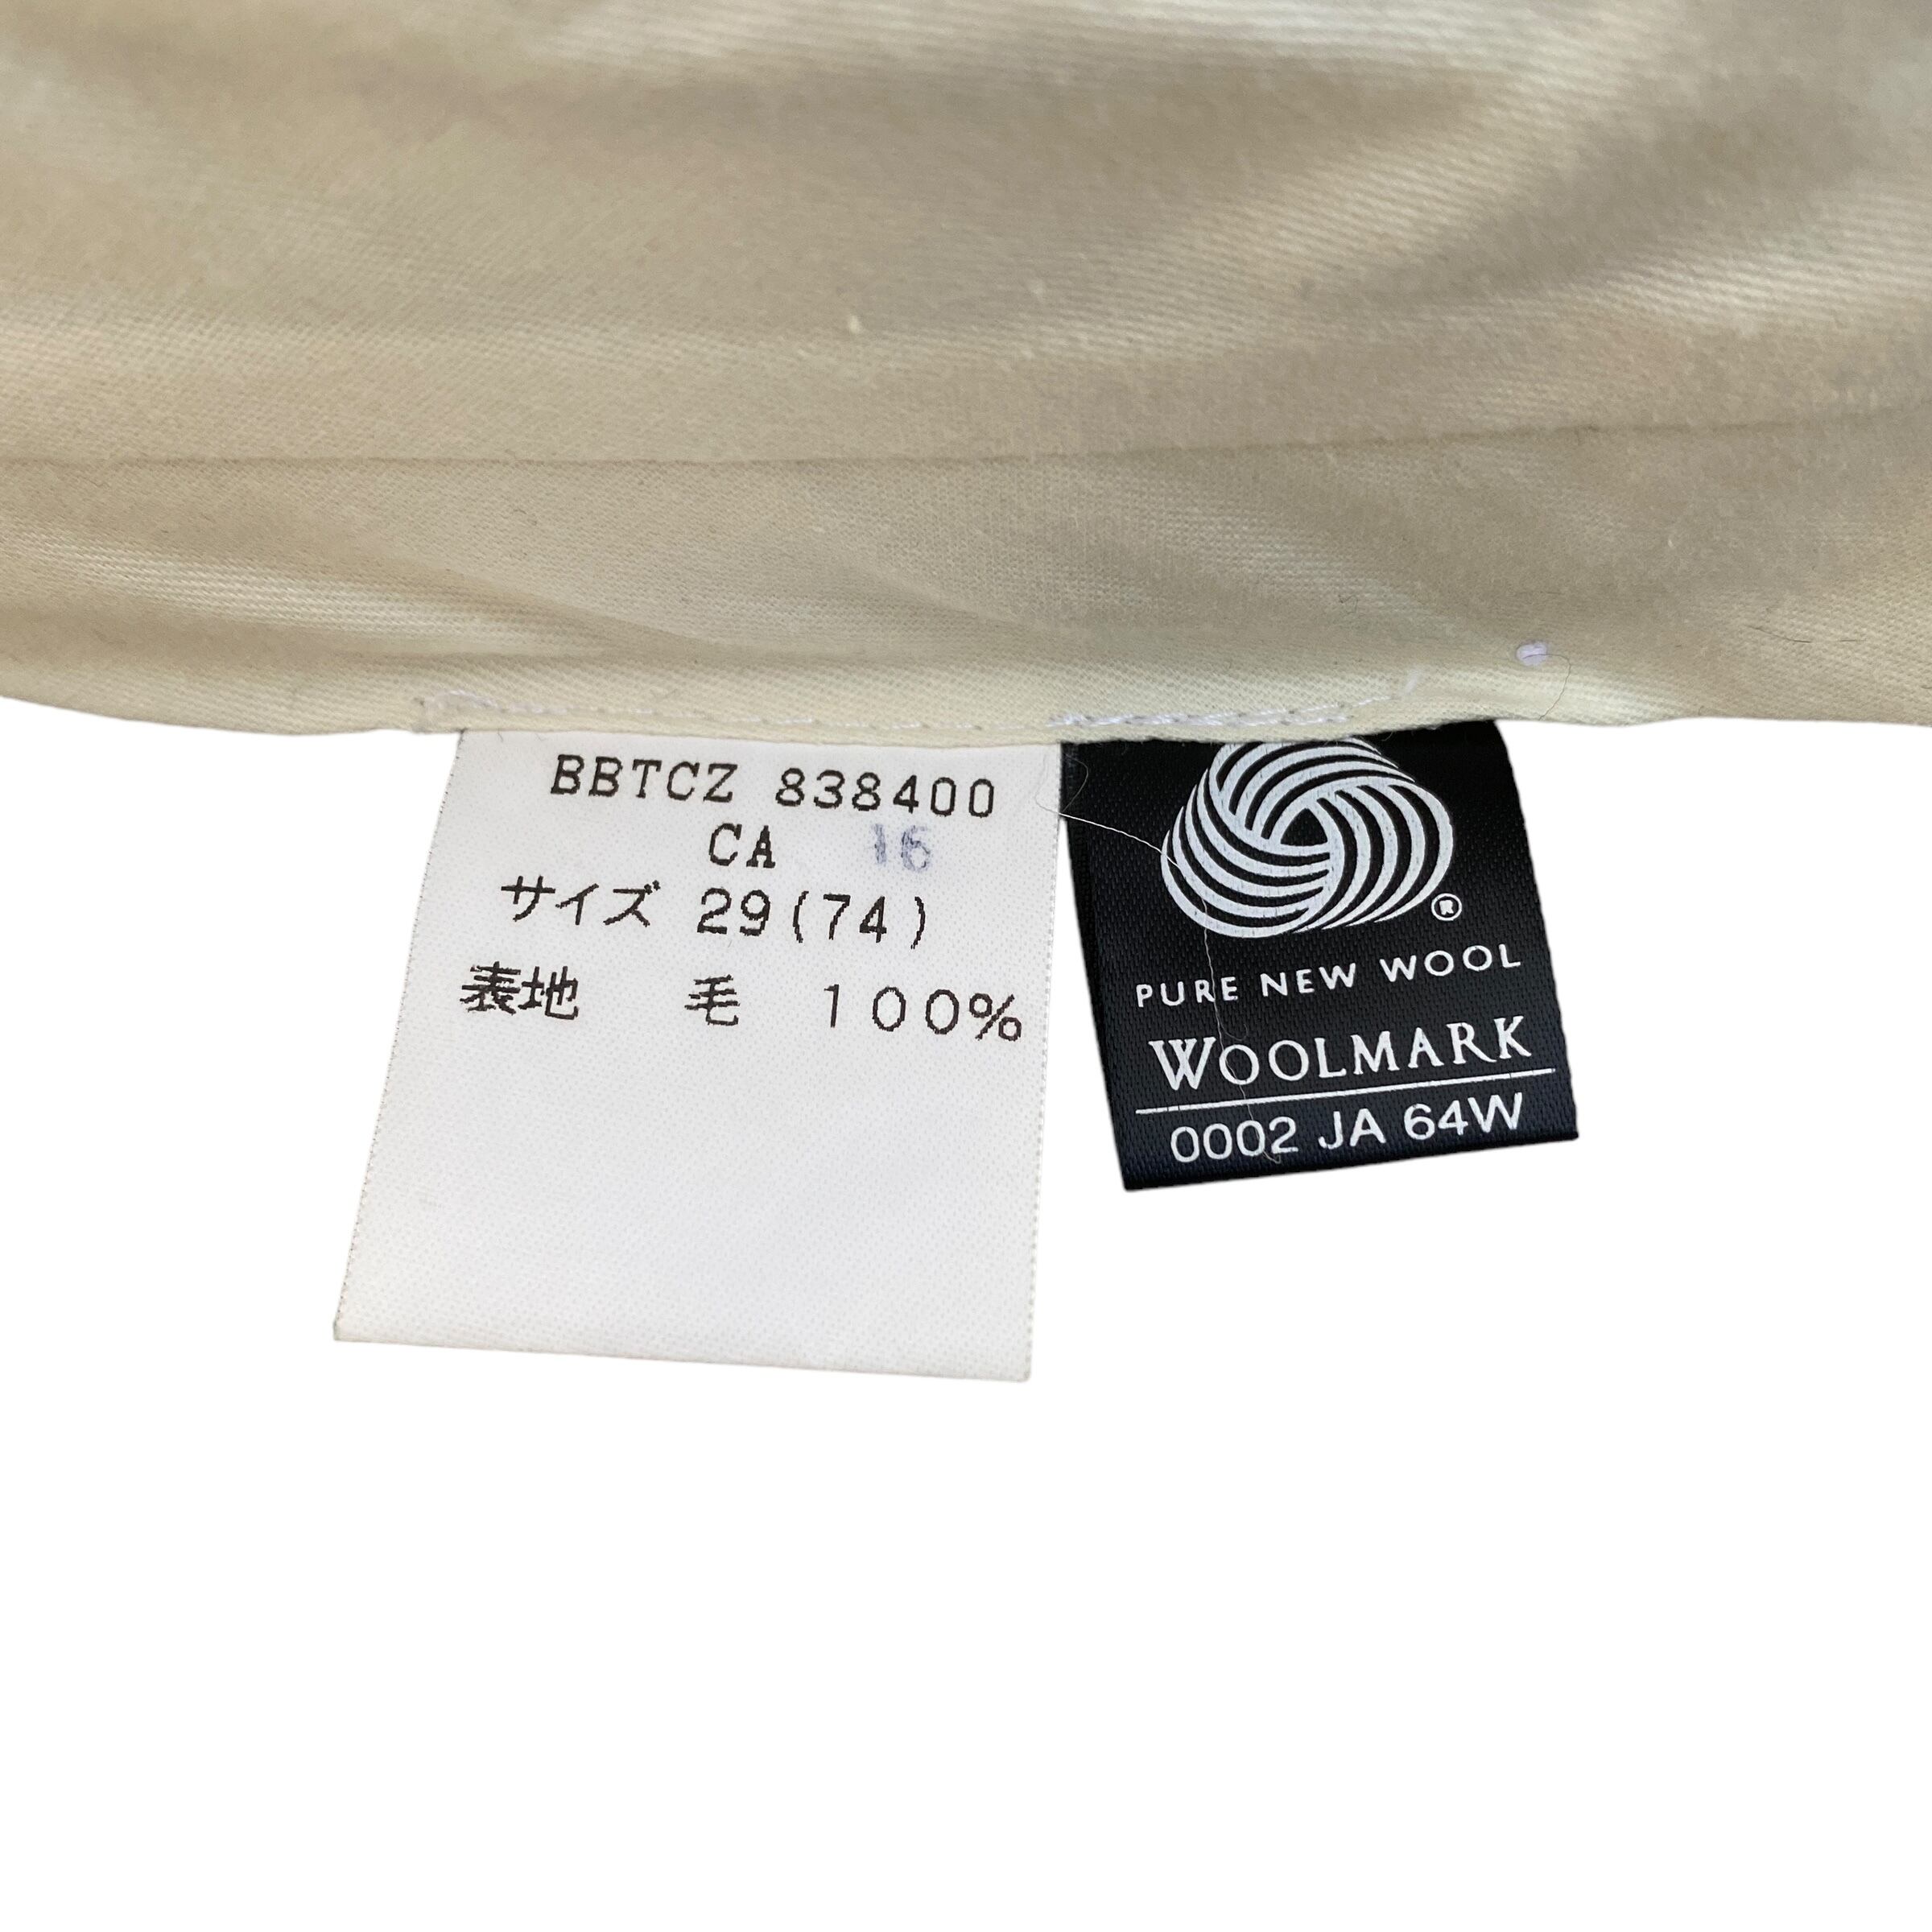 BBTCZ 838400
CA 16
サイズ 29(74)
表地 毛 100%
®
PURE NEW WOOL
WOOLMARK
0002 JA 64W